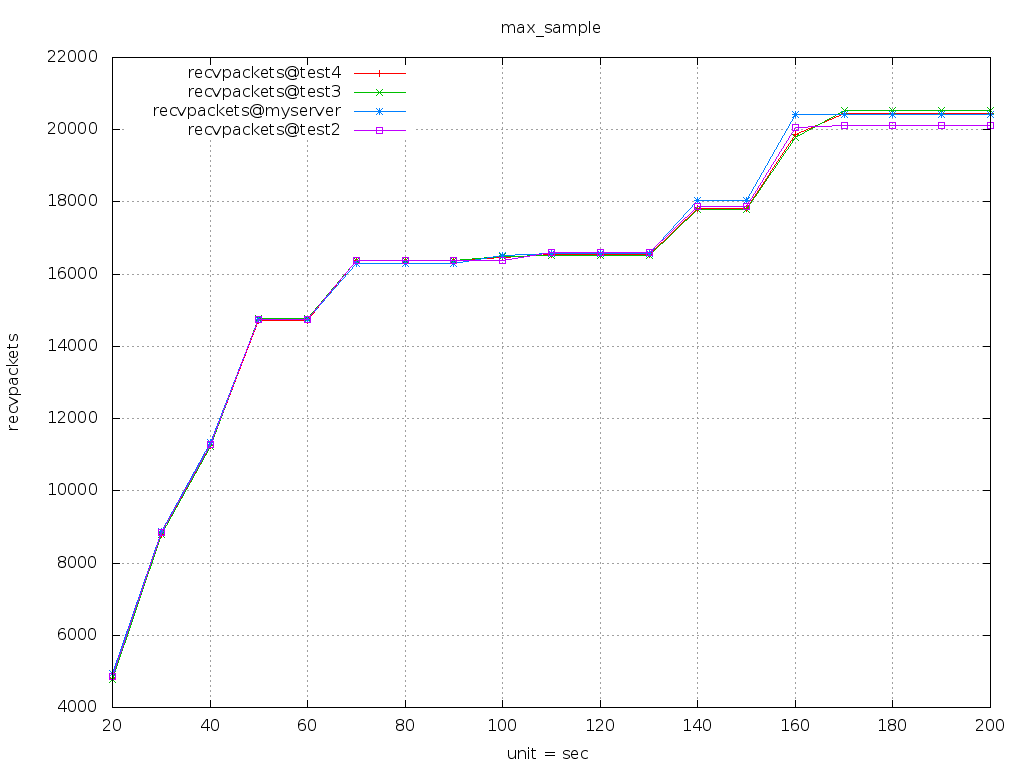 max_sample
22000
20000
18000
16000
14000
12000
10000
8000
6000
4000
recvpackets
recvpackets@test4
recvpackets@test3
recvpackets@myserver
recvpackets@test2
20 40 60 80 100 120 140 160 180 200
unit = sec